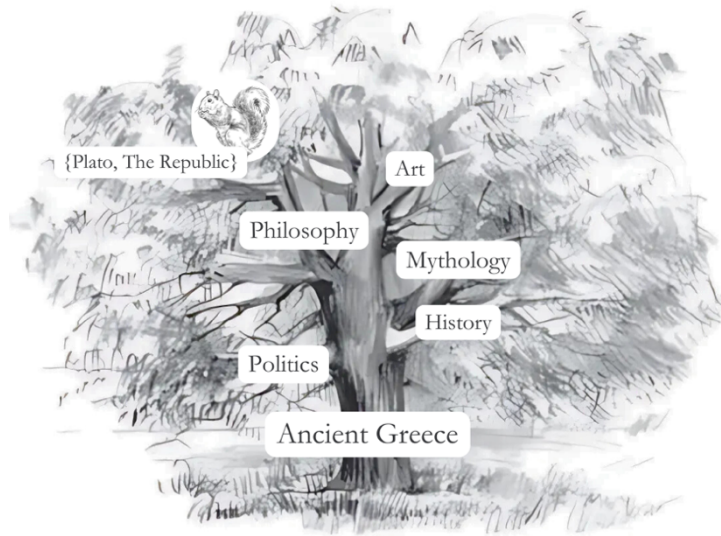 {Plato, The Republic}
Art
Philosophy
Mythology
History
Politics
Ancient Greece